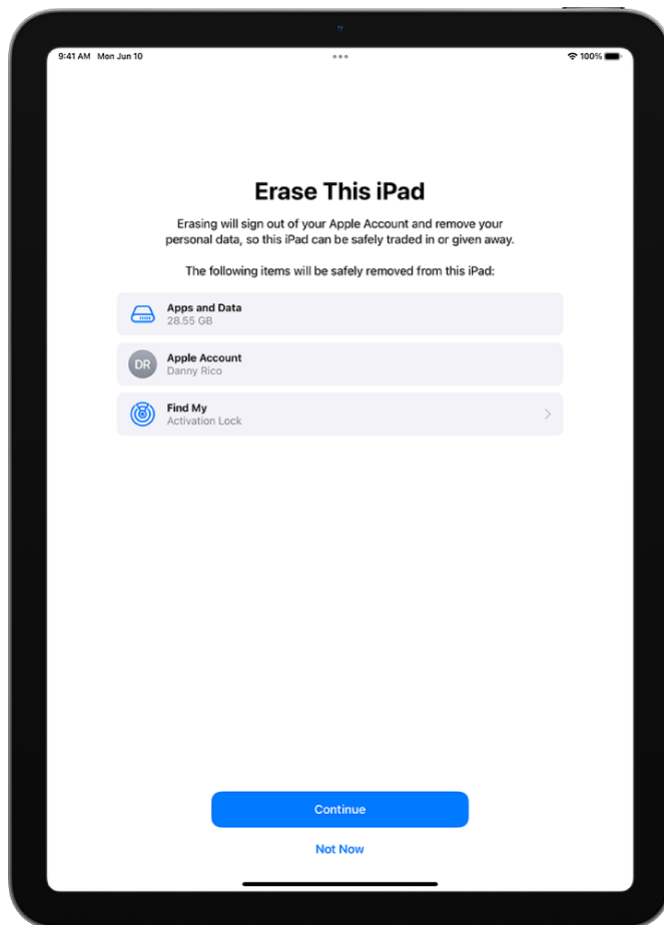 9:41 AM Mon Jun 10
100%
Erase This iPad
Erasing will sign out of your Apple Account and remove your
personal data, so this iPad can be safely traded in or given away.
The following items will be safely removed from this iPad:
Apps and Data
28.55 GB
DR
Apple Account
Danny Rico
Find My
Activation Lock
Continue
Not Now